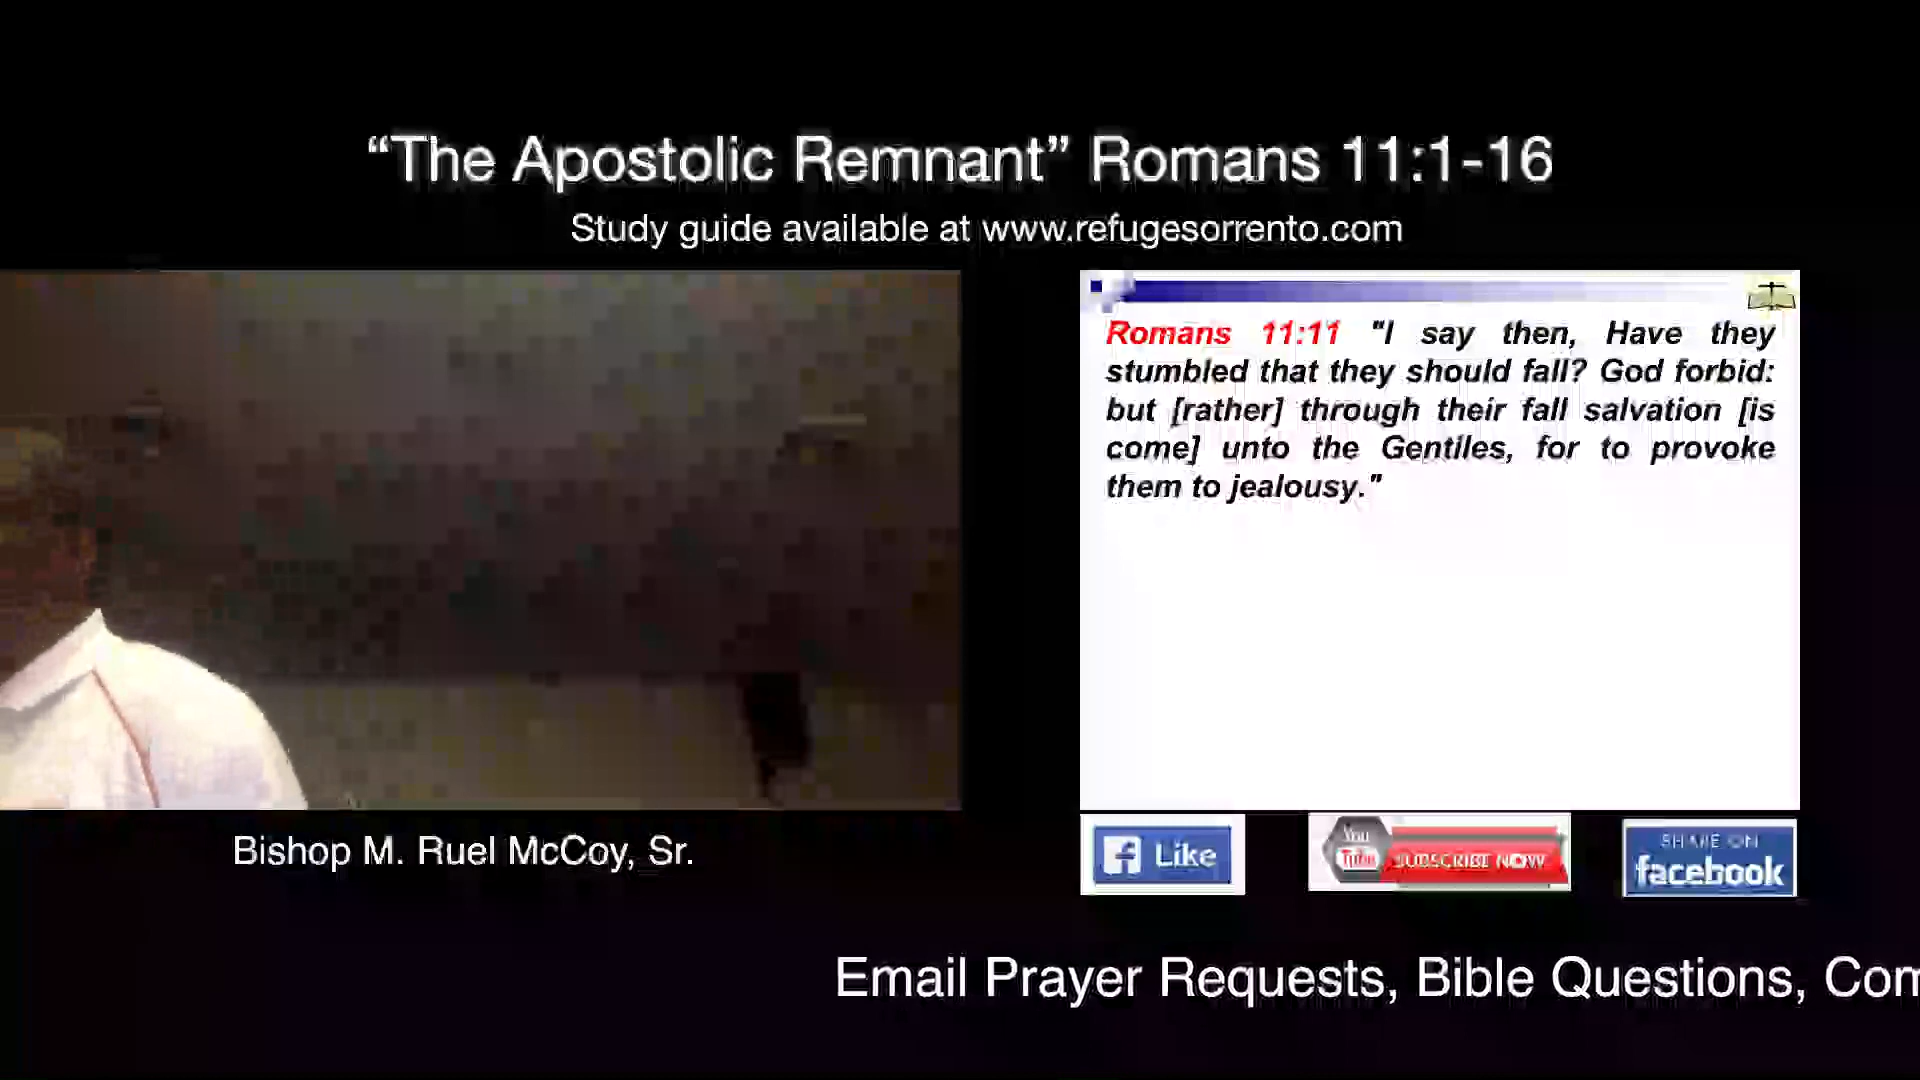 “The Apostolic Remnant” Romans 11:1-16
Study guide available at www.refugesorrento.com
Romans 11:11 "I say then, Have they
stumbled that they should fall? God forbid:
but [rather] through their fall salvation [is
come] unto the Gentiles, for to provoke
them to jealousy."
Bishop M. Ruel McCoy, Sr.
Like
You
Tube
SUBSCRIBE NOW
SHARE ON
facebook
Email Prayer Requests, Bible Questions, Com